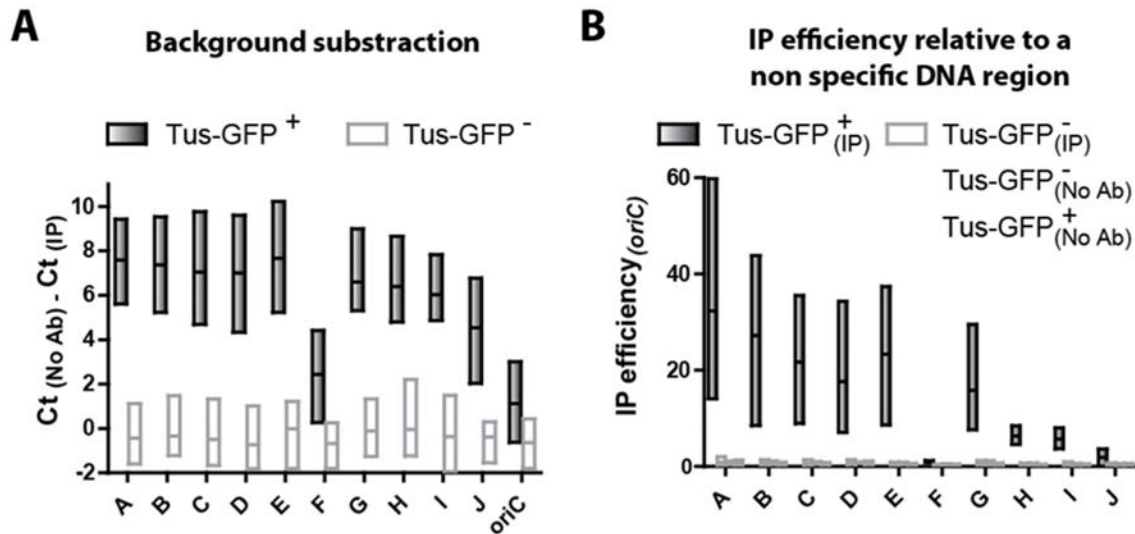 A
Background substraction
Tus-GFP +
Tus-GFP -
Ct (No Ab) - Ct (IP)
10
8
6
4
2
0
-2
A B C D E F G H I J oriC
B
IP efficiency relative to a
non specific DNA region
Tus-GFP + (IP)
Tus-GFP - (IP)
Tus-GFP - (No Ab)
Tus-GFP + (No Ab)
IP efficiency (oriC)
60
40
20
0
A B C D E F G H I J